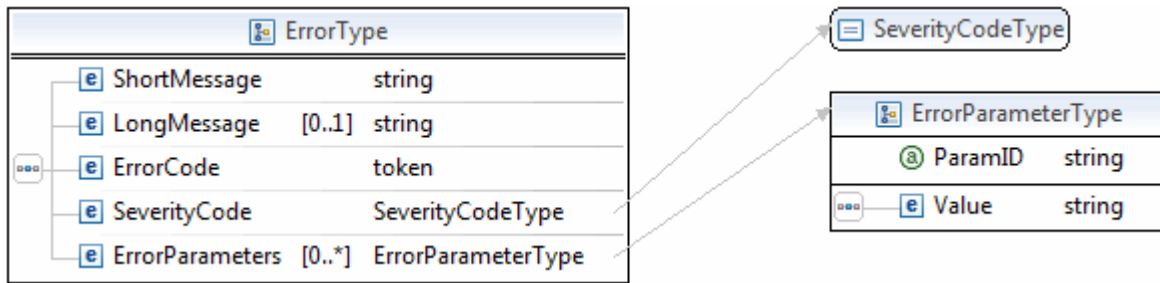 ErrorType
e ShortMessage string
e LongMessage [0..1] string
e ErrorCode token
e SeverityCode SeverityCodeType
e ErrorParameters [0..*] ErrorParameterType
SeverityCodeType
ErrorParameterType
a ParamID string
e Value string